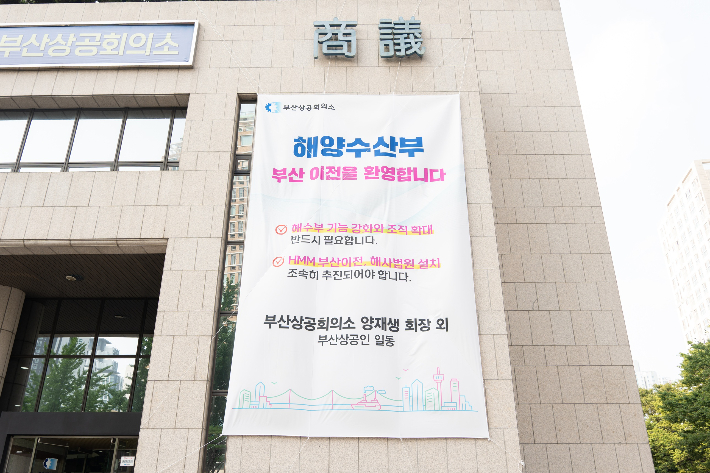 부산상공회의소
商議
부산상공회의소
해양수산부
부산 이전을 환영합니다
해수부 기능 강화와 조직 확대
반드시 필요합니다.
HMM 부산이전, 해사법원 설치
조속히 추진되어야 합니다.
부산상공회의소 양재생 회장 외
부산상공인 일동